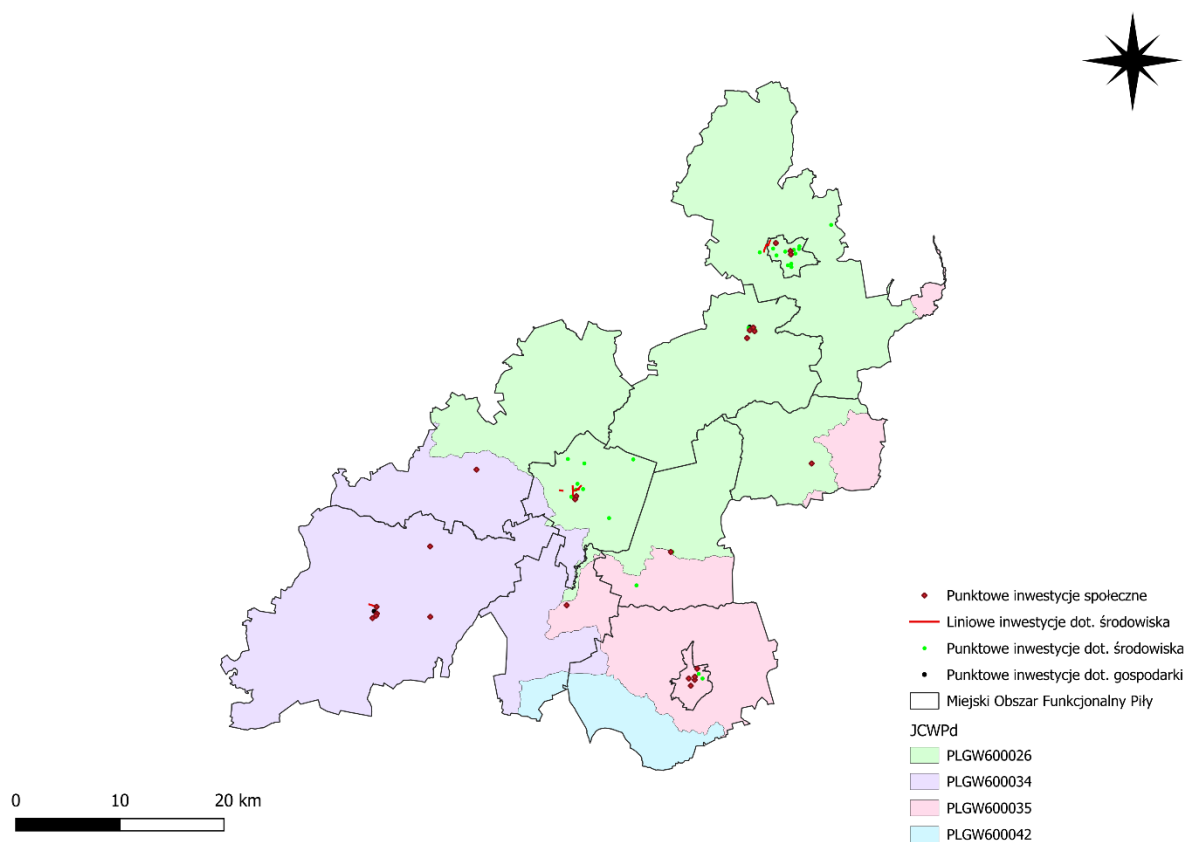 Punktowe inwestycje społeczne
Liniowe inwestycje dot. środowiska
Punktowe inwestycje dot. środowiska
Punktowe inwestycje dot. gospodarki
Miejski Obszar Funkcjonalny Piły
JCWPd
PLGW600026
PLGW600034
PLGW600035
PLGW600042
0 10 20 km